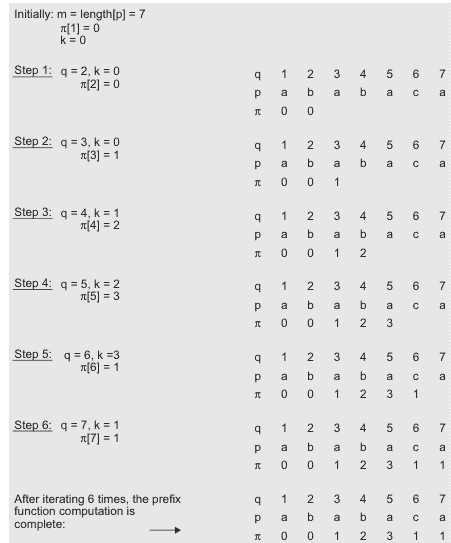 Initially: m = length[p] = 7
π[1] = 0
k = 0
Step 1: q = 2, k = 0
π[2] = 0
q 1 2 3 4 5 6 7
p a b a b a c a
π 0 0
Step 2: q = 3, k = 0
π[3] = 1
q 1 2 3 4 5 6 7
p a b a b a c a
π 0 0 1
Step 3: q = 4, k = 1
π[4] = 2
q 1 2 3 4 5 6 7
p a b a b a c a
π 0 0 1 2
Step 4: q = 5, k = 2
π[5] = 3
q 1 2 3 4 5 6 7
p a b a b a c a
π 0 0 1 2 3
Step 5: q = 6, k =3
π[6] = 1
q 1 2 3 4 5 6 7
p a b a b a c a
π 0 0 1 2 3 1
Step 6: q = 7, k = 1
π[7] = 1
q 1 2 3 4 5 6 7
p a b a b a c a
π 0 0 1 2 3 1 1
After iterating 6 times, the prefix
function computation is
complete:
q 1 2 3 4 5 6 7
p a b a b a c a
π 0 0 1 2 3 1 1